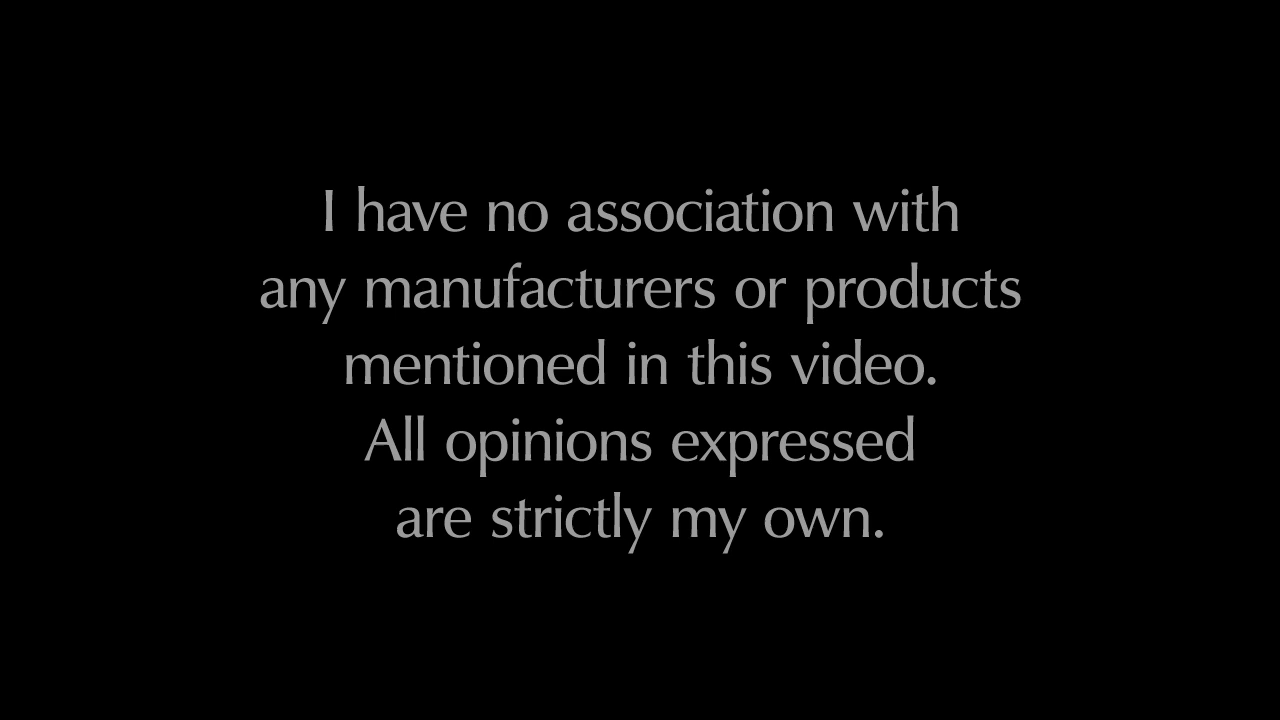 I have no association with
any manufacturers or products
mentioned in this video.
All opinions expressed
are strictly my own.